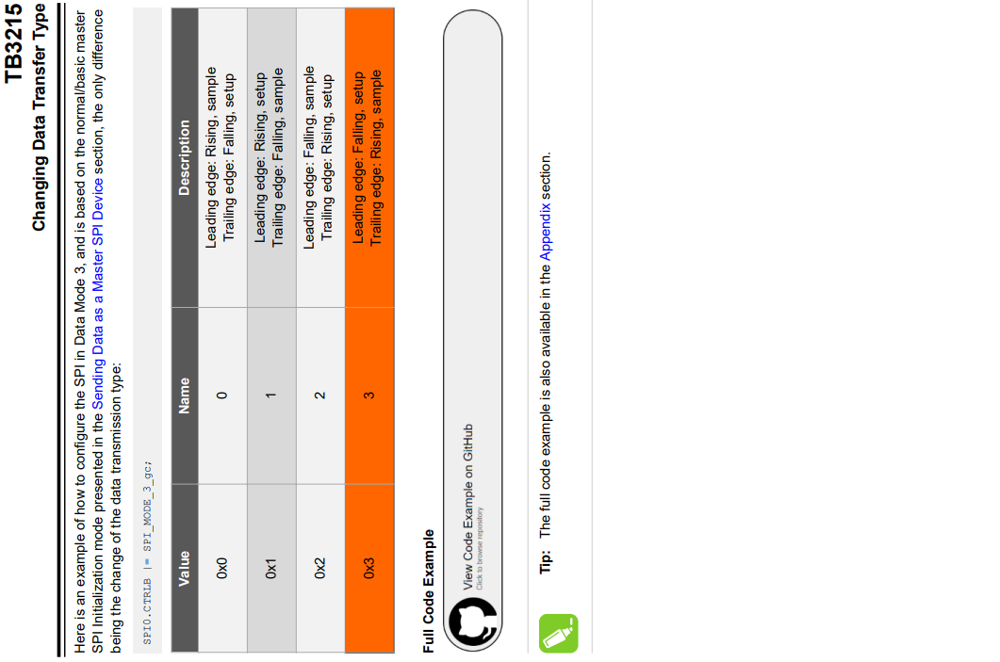 TB3215
Changing Data Transfer Type
Here is an example of how to configure the SPI in Data Mode 3, and is based on the normal/basic master
SPI Initialization mode presented in the Sending Data as a Master SPI Device section, the only difference
being the change of the data transmission type:
SPI0.CTRLB |= SPI_MODE_3_gc;
Value Name Description
0x0 0 Leading edge: Rising, sample
Trailing edge: Falling, setup
0x1 1 Leading edge: Rising, setup
Trailing edge: Falling, sample
0x2 2 Leading edge: Falling, sample
Trailing edge: Rising, setup
0x3 3 Leading edge: Falling, setup
Trailing edge: Rising, sample
Full Code Example
View Code Example on GitHub
Click to browse repository
Tip: The full code example is also available in the Appendix section.